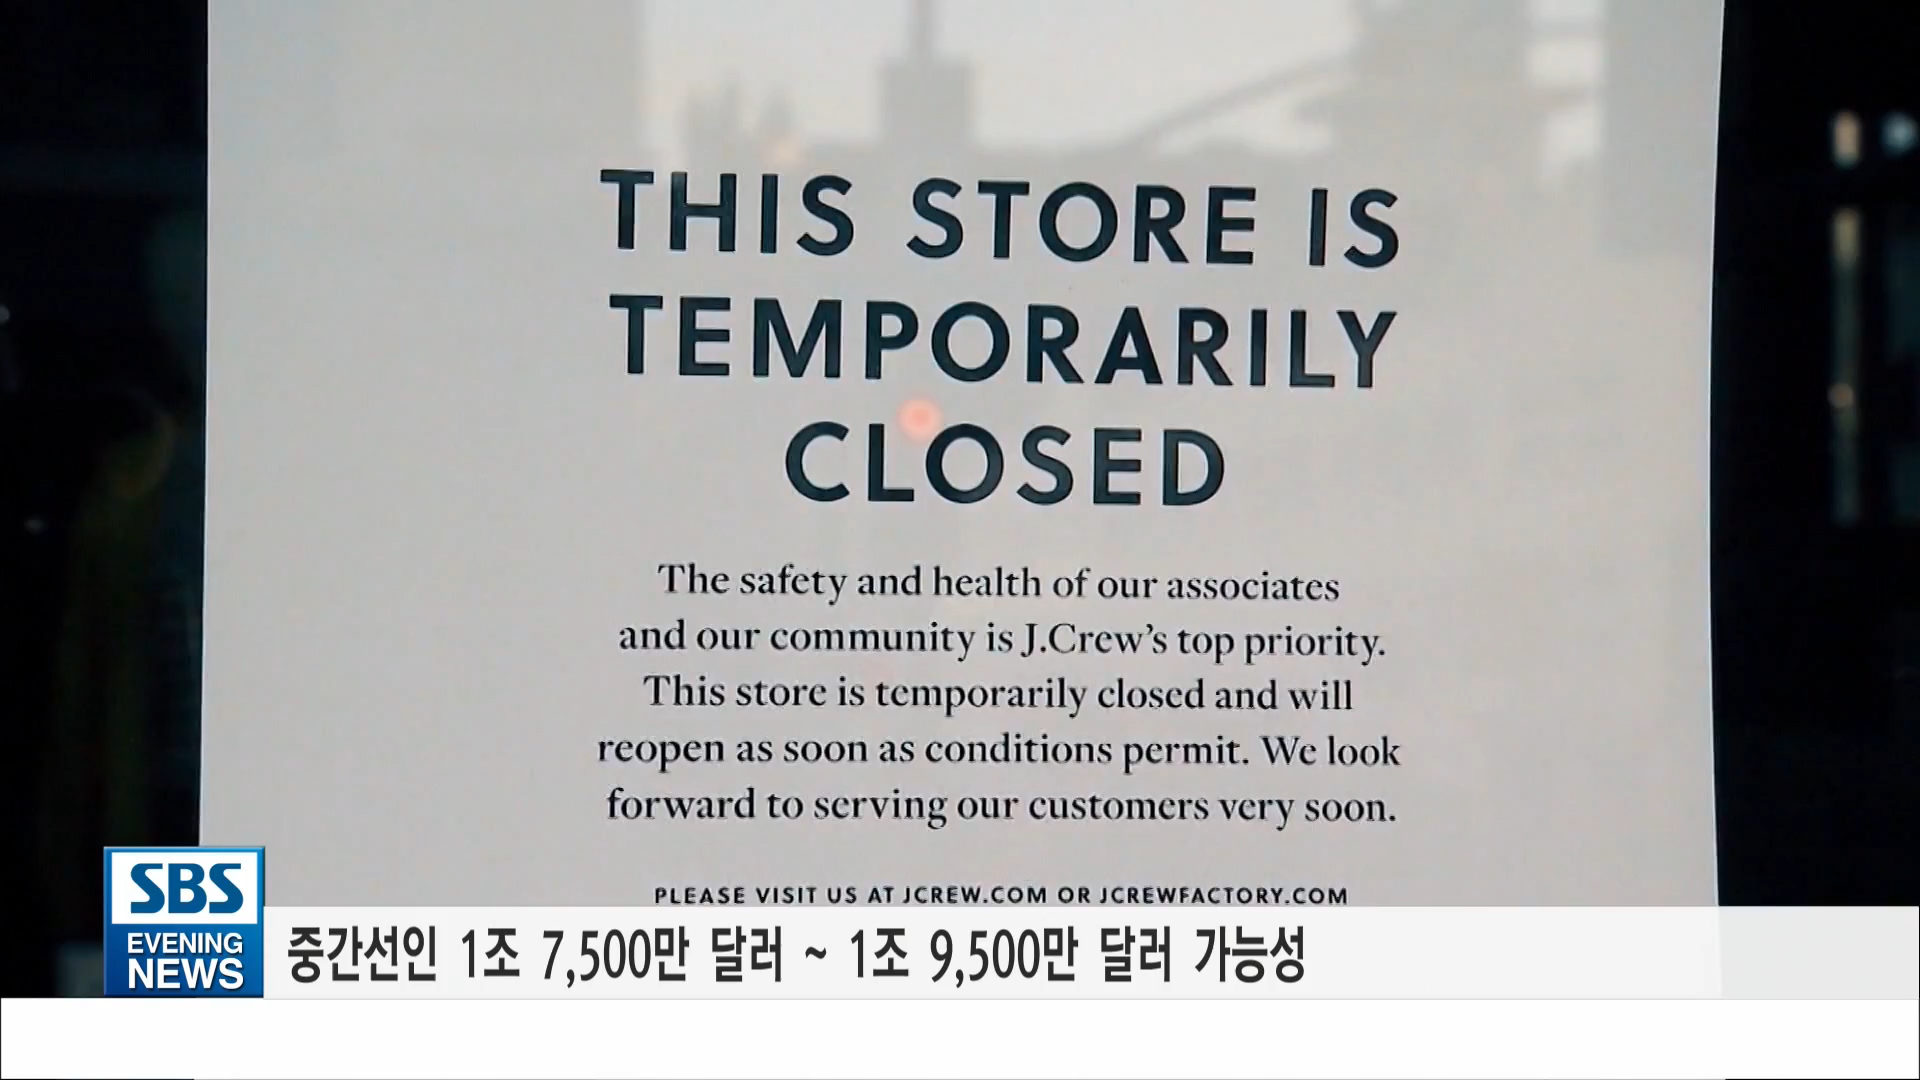 THIS STORE IS
TEMPORARILY
CLOSED
The safety and health of our associates
and our community is J.Crew's top priority.
This store is temporarily closed and will
reopen as soon as conditions permit. We look
forward to serving our customers very soon.
PLEASE VISIT US AT JCREW.COM OR JCREWFACTORY.COM
SBS
EVENING
NEWS
중간선인 1조 7,500만 달러 ~ 1조 9,500만 달러 가능성